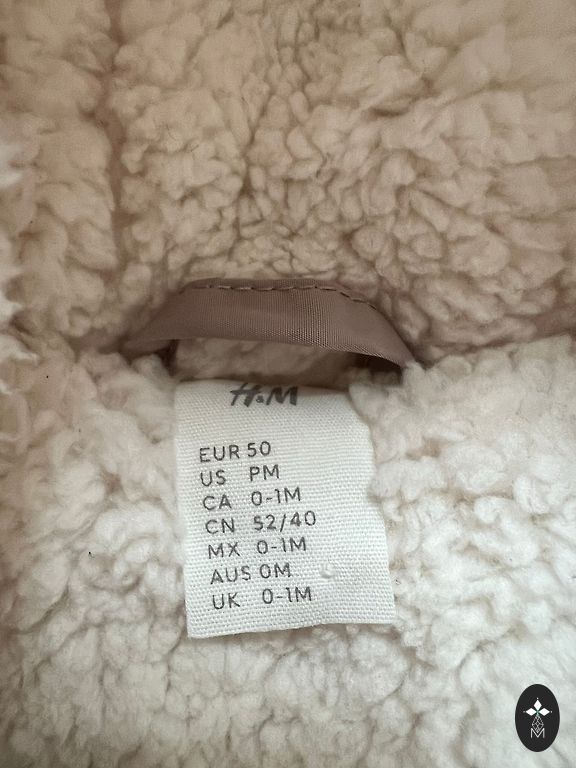 H&M
EUR 50
US PM
CA 0-1M
CN 52/40
MX 0-1M
AUS 0M
UK 0-1M
M